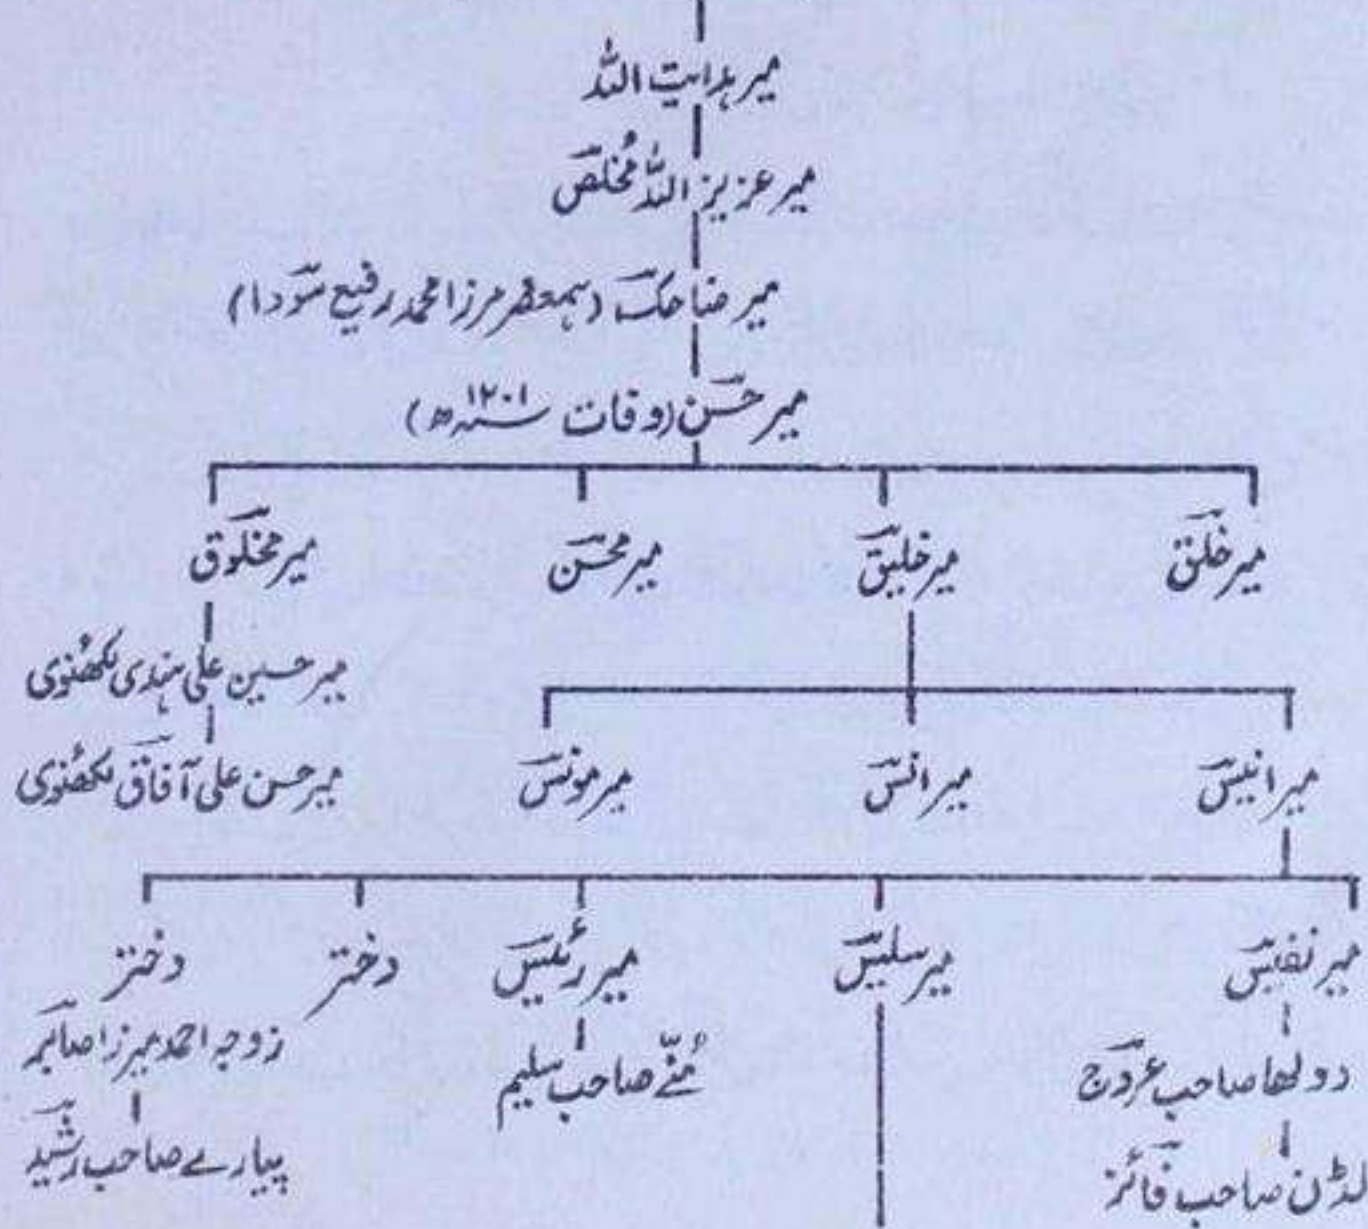 میر ہدایت اللہ
میر عزیز اللہ مخلص
میر ضاحک (ہمعصر مرزا محمد رفیع سودا)
میر حسن (وفات سنہ ۱۲۰۱ھ)
میر خلق میر خلیق میر محسن میر مخلوق
میر حسین علی ہندی لکھنوی
میر انیس میر انس میر مونس میر حسن علی آفاق لکھنوی
میر نفیس میر سلیس میر رئیس دختر دختر
دولھا صاحب عروج مُنّے صاحب سلیم زوجہ احمد میرزا صابر
لڈن صاحب فائز پیارے صاحب رشید